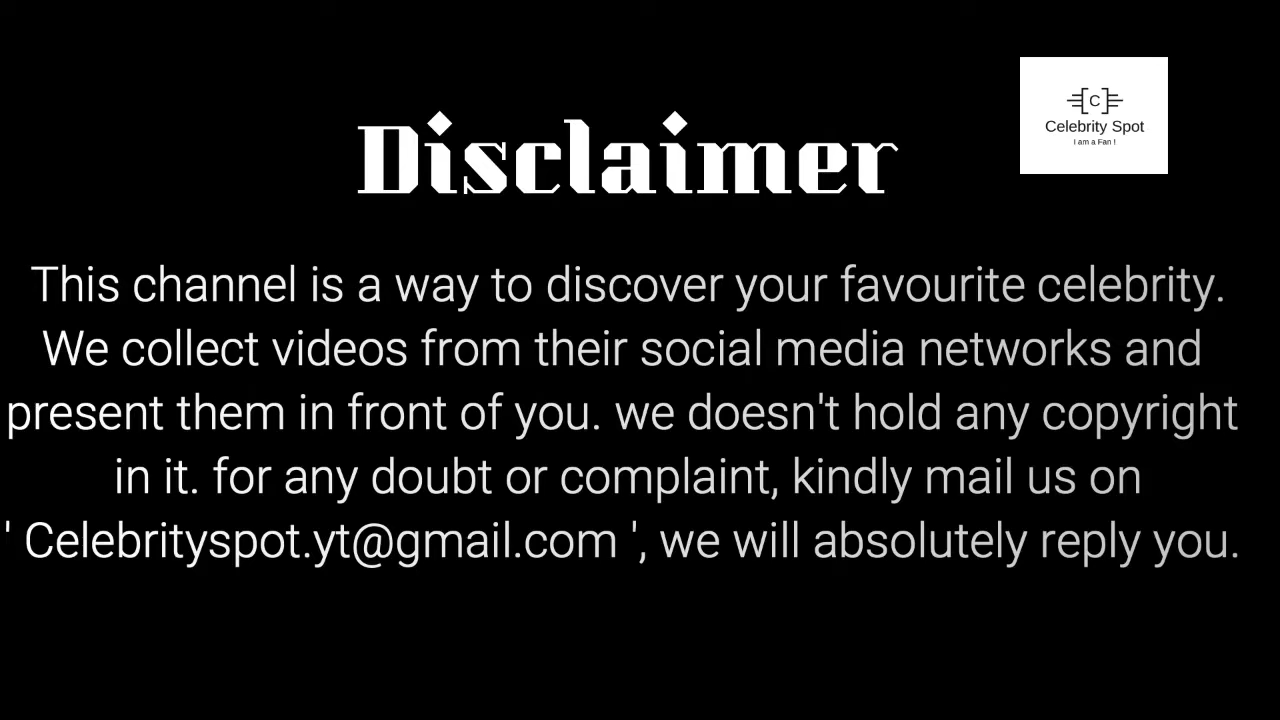 C
Celebrity Spot
I am a Fan !
Disclaimer
This channel is a way to discover your favourite celebrity.
We collect videos from their social media networks and
present them in front of you. we doesn't hold any copyright
in it. for any doubt or complaint, kindly mail us on
' Celebrityspot.yt@gmail.com ', we will absolutely reply you.